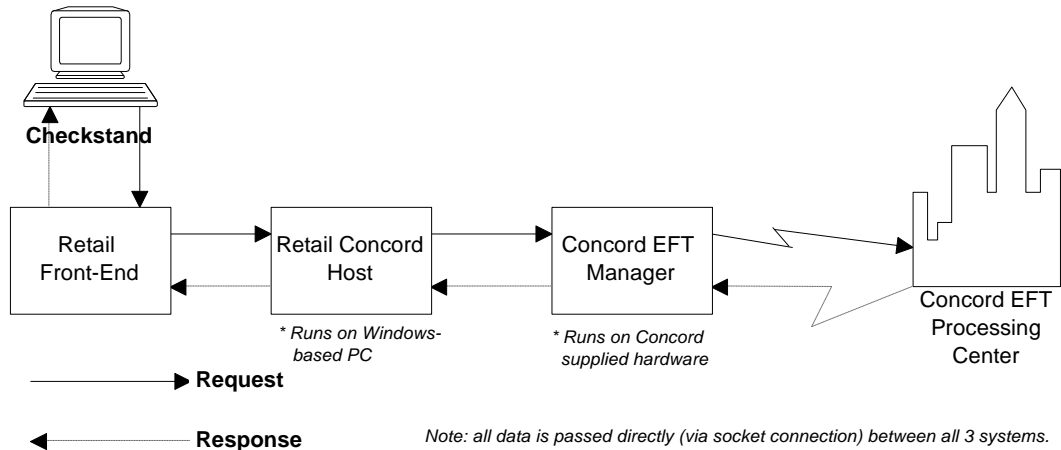 Checkstand
Retail
Front-End
Retail Concord
Host
Concord EFT
Manager
Concord EFT
Processing
Center
* Runs on Windows-
based PC
* Runs on Concord
supplied hardware
Request
Response
Note: all data is passed directly (via socket connection) between all 3 systems.